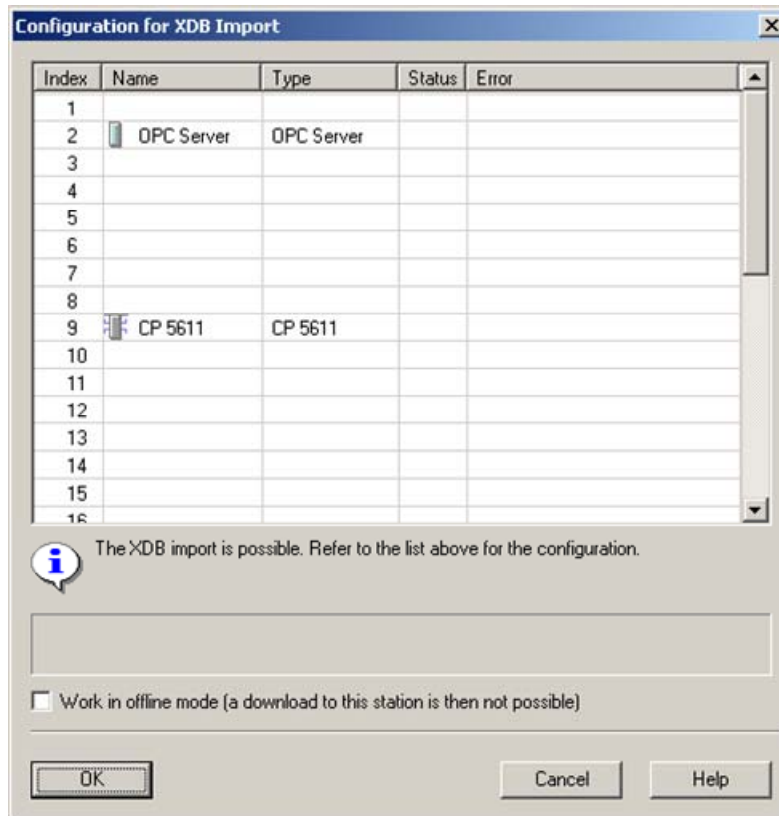 Configuration for XDB Import
Index Name Type Status Error
1
2 OPC Server OPC Server
3
4
5
6
7
8
9 CP 5611 CP 5611
10
11
12
13
14
15
16
The XDB import is possible. Refer to the list above for the configuration.
Work in offline mode (a download to this station is then not possible)
OK Cancel Help